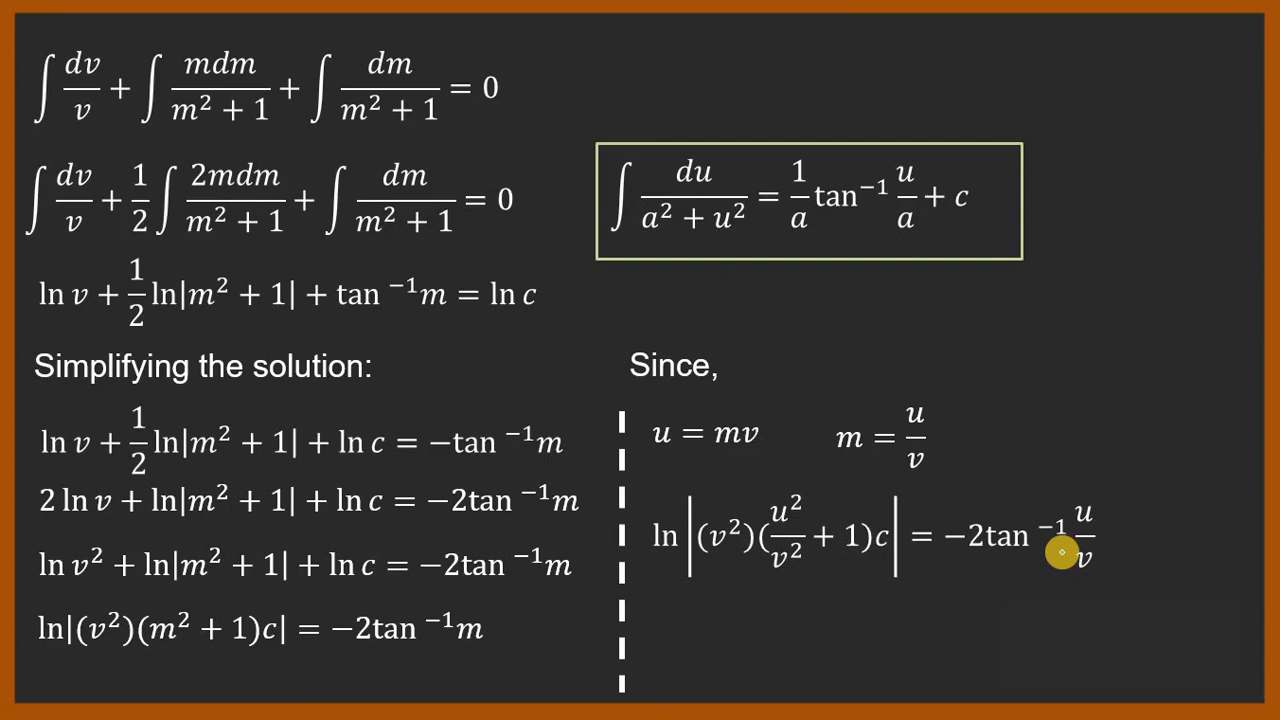 ∫ dv/v + ∫ mdm/(m² + 1) + ∫ dm/(m² + 1) = 0
∫ dv/v + 1/2 ∫ 2mdm/(m² + 1) + ∫ dm/(m² + 1) = 0
∫ du/(a² + u²) = 1/a tan⁻¹ u/a + c
ln v + 1/2 ln|m² + 1| + tan⁻¹m = ln c
Simplifying the solution:
ln v + 1/2 ln|m² + 1| + ln c = −tan⁻¹m
2 ln v + ln|m² + 1| + ln c = −2tan⁻¹m
ln v² + ln|m² + 1| + ln c = −2tan⁻¹m
ln|(v²)(m² + 1)c| = −2tan⁻¹m
Since,
u = mv m = u/v
ln|(v²)(u²/v² + 1)c| = −2tan⁻¹ u/v